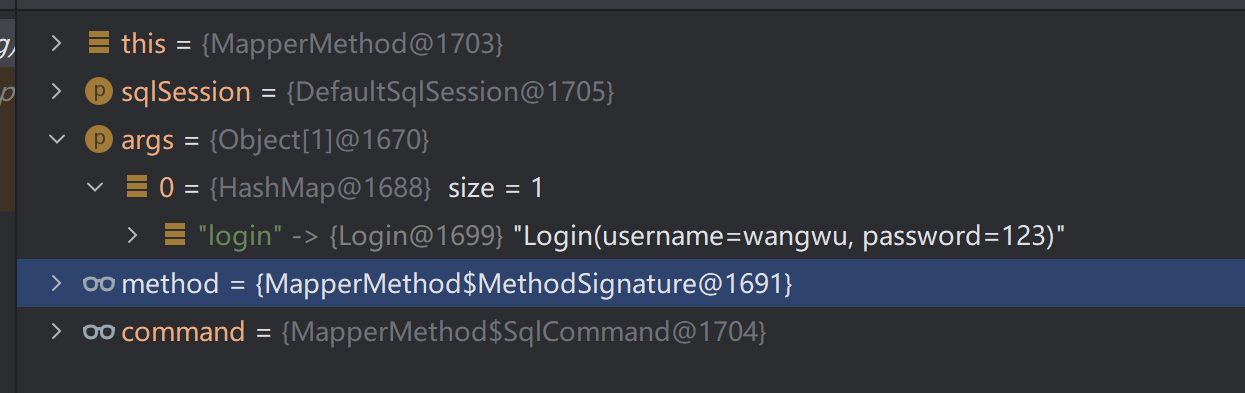 g)
this = {MapperMethod@1703}
p sqlSession = {DefaultSqlSession@1705}
p args = {Object[1]@1670}
0 = {HashMap@1688} size = 1
"login" -> {Login@1699} "Login(username=wangwu, password=123)"
method = {MapperMethod$MethodSignature@1691}
command = {MapperMethod$SqlCommand@1704}